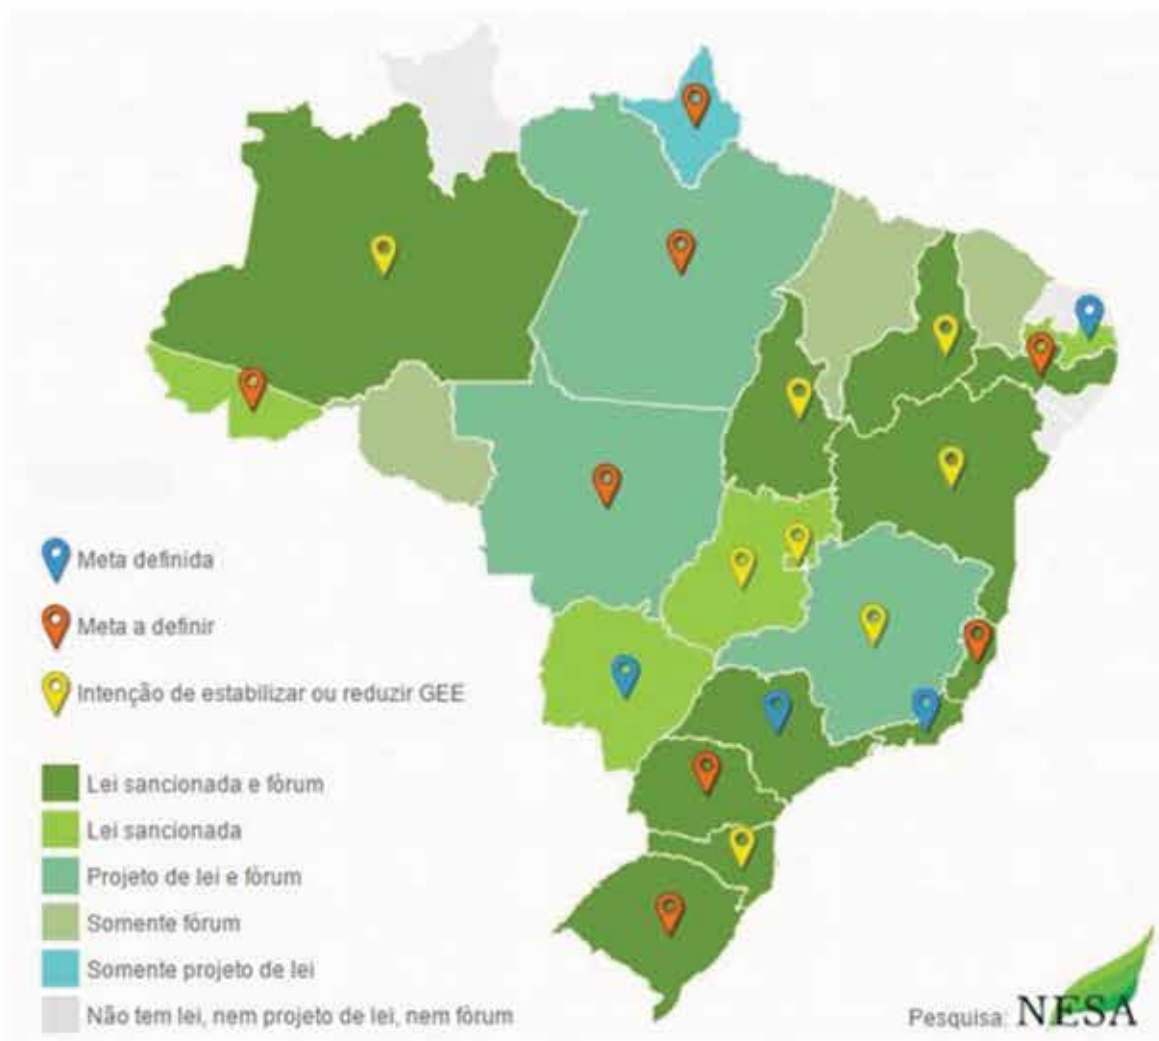 Meta definida
Meta a definir
Intenção de estabilizar ou reduzir GEE
Lei sancionada e fórum
Lei sancionada
Projeto de lei e fórum
Somente fórum
Somente projeto de lei
Não tem lei, nem projeto de lei, nem fórum
Pesquisa: NESA